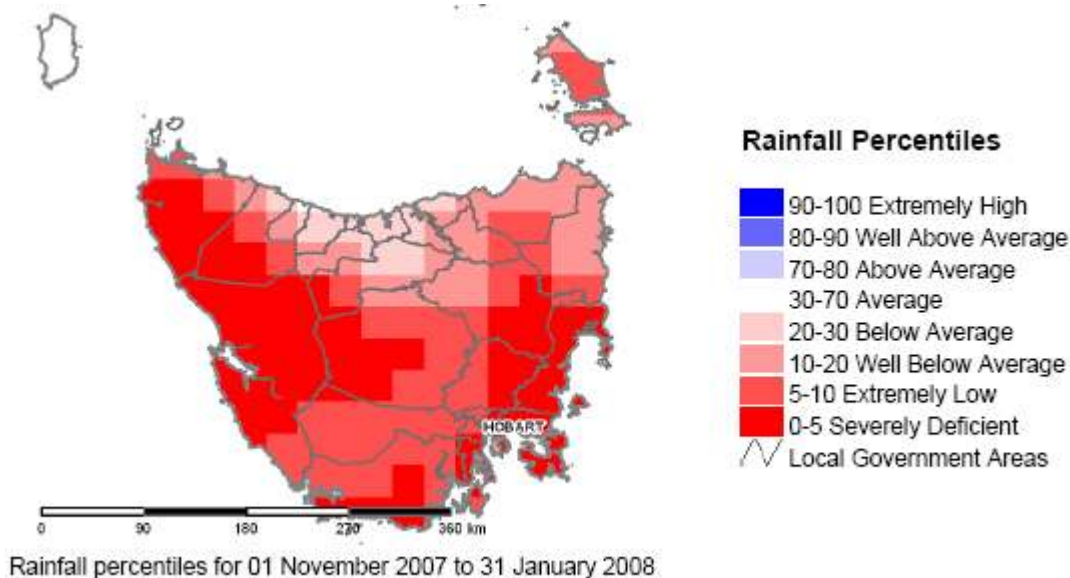 Rainfall Percentiles
90-100 Extremely High
80-90 Well Above Average
70-80 Above Average
30-70 Average
20-30 Below Average
10-20 Well Below Average
5-10 Extremely Low
0-5 Severely Deficient
Local Government Areas
HOBART
0 90 180 270 360 km
Rainfall percentiles for 01 November 2007 to 31 January 2008